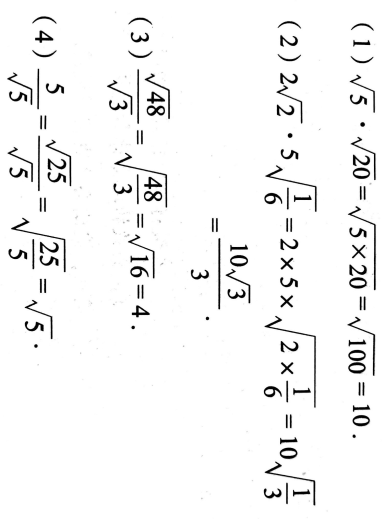 (1) √5 · √20 = √(5×20) = √100 = 10 .
(2) 2√2 · 5√(1/6) = 2×5×√(2×1/6) = 10√(1/3)
= 10√3/3 .
(3) √48/√3 = √(48/3) = √16 = 4 .
(4) 5/√5 = √25/√5 = √(25/5) = √5 .